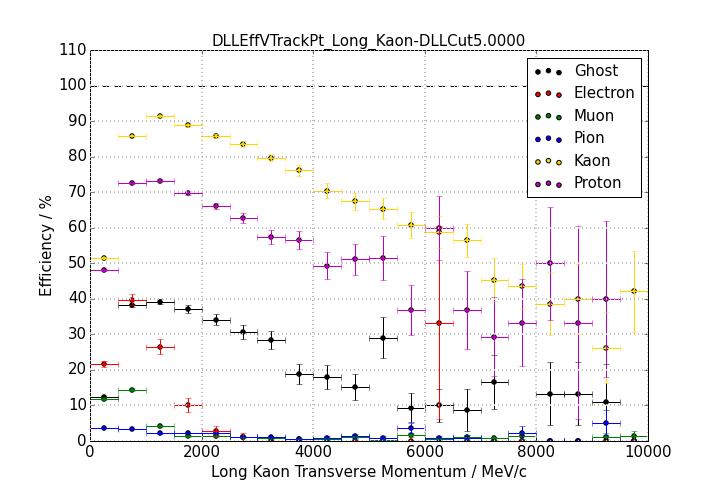 DLLEffVTrackPt_Long_Kaon-DLLCut5.0000
110
100
90
80
70
60
50
40
30
20
10
0
Efficiency / %
Ghost
Electron
Muon
Pion
Kaon
Proton
0 2000 4000 6000 8000 10000
Long Kaon Transverse Momentum / MeV/c